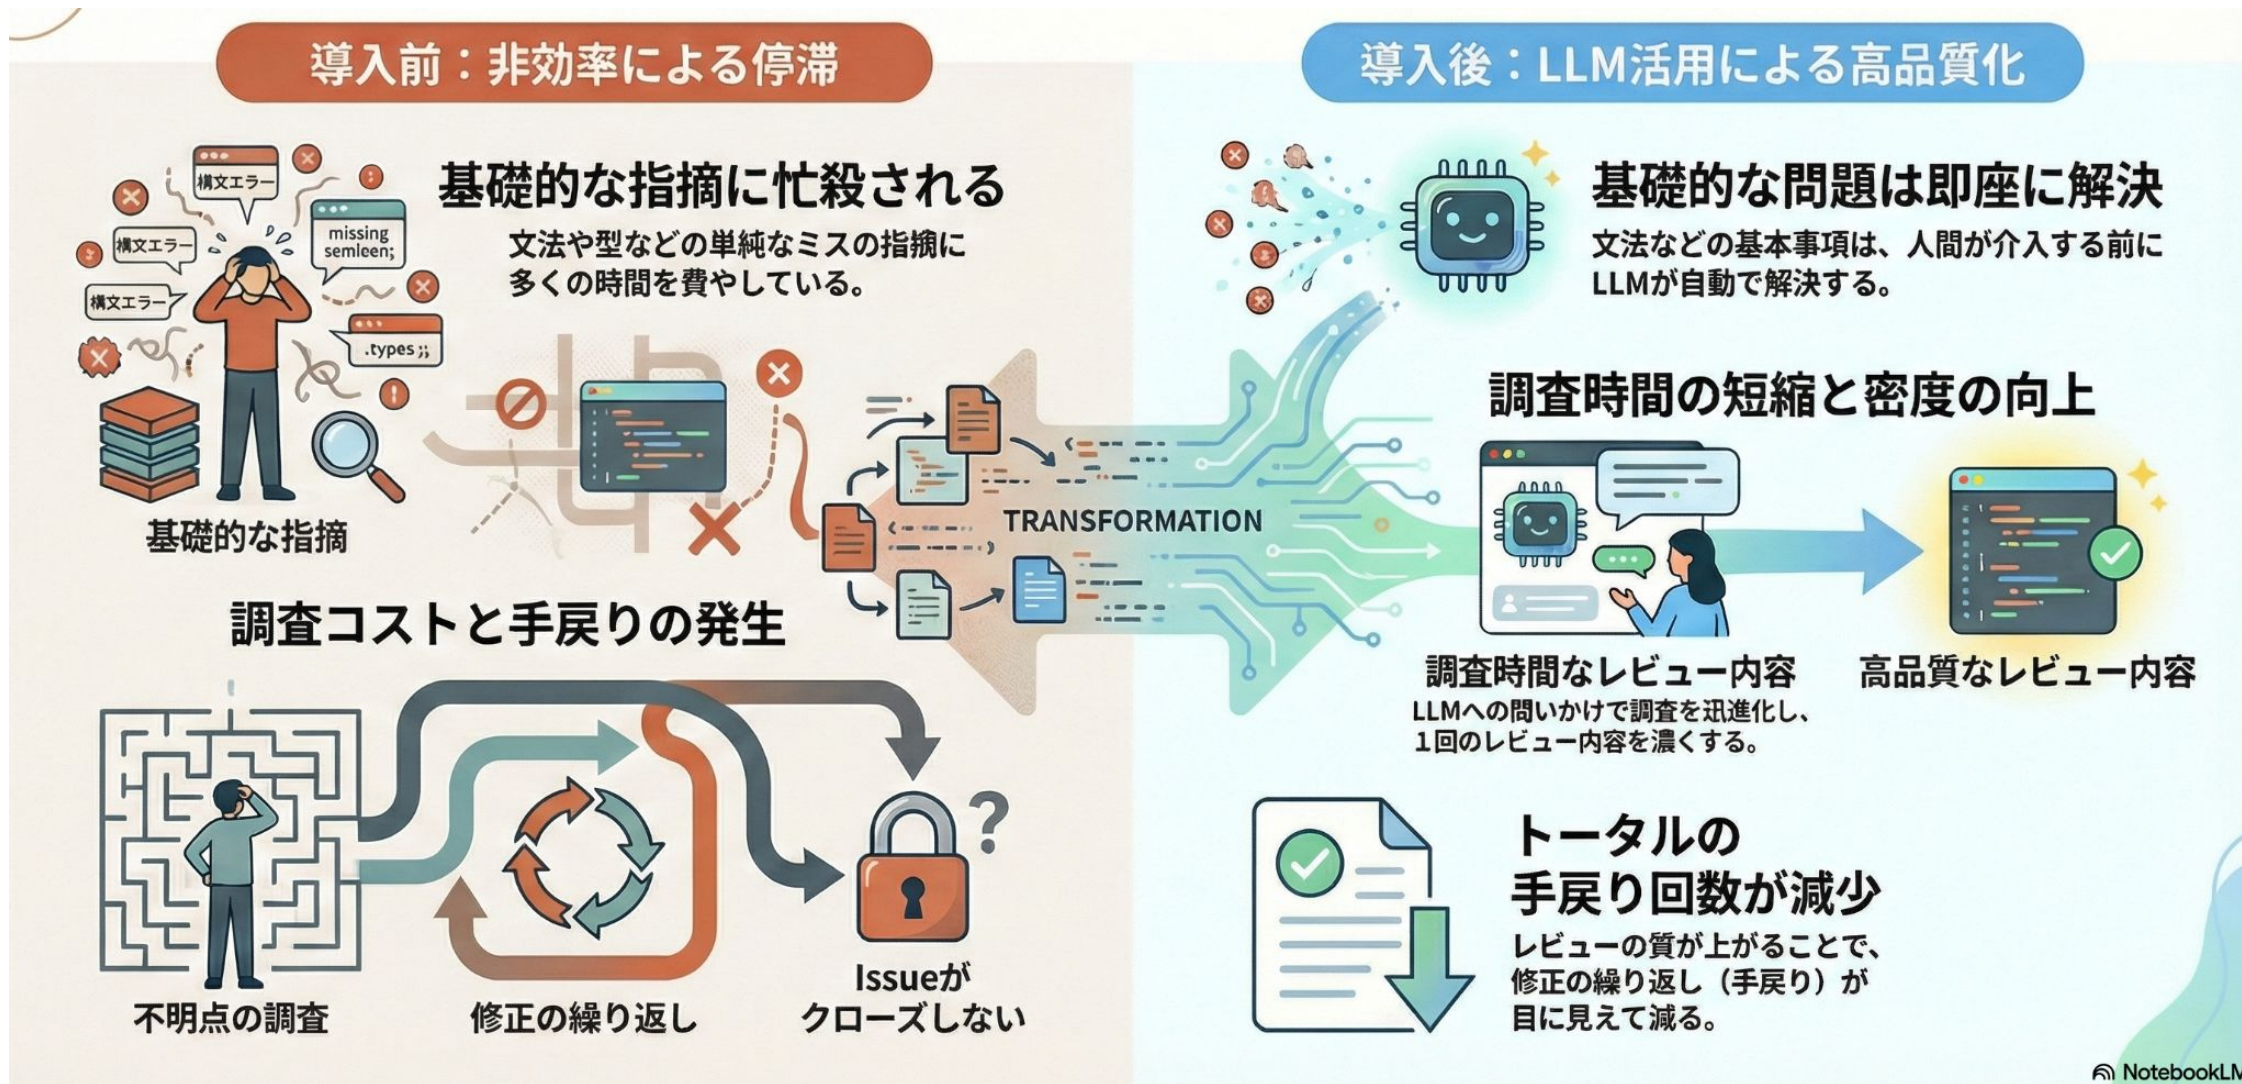 導入前：非効率による停滞
構文エラー
構文エラー
構文エラー
missing
semleen;
.types ;;
基礎的な指摘に忙殺される
文法や型などの単純なミスの指摘に
多くの時間を費やしている。
基礎的な指摘
調査コストと手戻りの発生
不明点の調査
修正の繰り返し
?
Issueが
クローズしない
TRANSFORMATION
導入後：LLM活用による高品質化
基礎的な問題は即座に解決
文法などの基本事項は、人間が介入する前に
LLMが自動で解決する。
調査時間の短縮と密度の向上
調査時間なレビュー内容
LLMへの問いかけで調査を迅進化し、
１回のレビュー内容を濃くする。
高品質なレビュー内容
トータルの
手戻り回数が減少
レビューの質が上がることで、
修正の繰り返し（手戻り）が
目に見えて減る。
NotebookLM